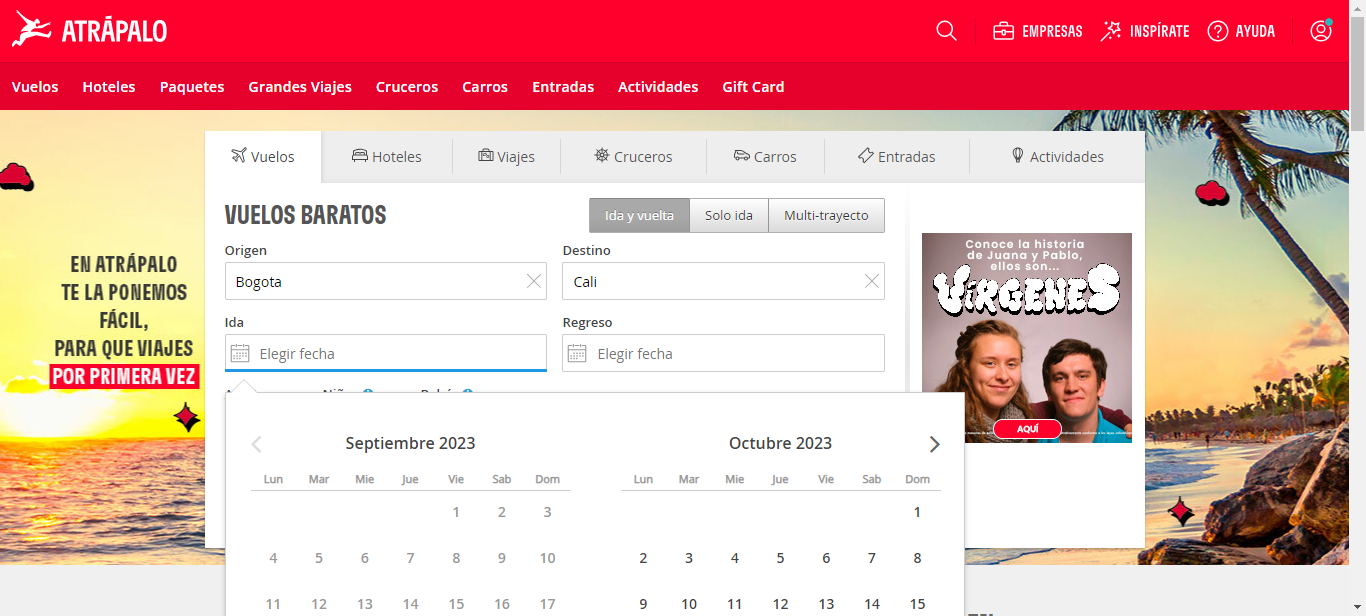 ATRÁPALO
EMPRESAS
INSPÍRATE
AYUDA
Vuelos Hoteles Paquetes Grandes Viajes Cruceros Carros Entradas Actividades Gift Card
Vuelos Hoteles Viajes Cruceros Carros Entradas Actividades
EN ATRÁPALO
TE LA PONEMOS
FÁCIL,
PARA QUE VIAJES
POR PRIMERA VEZ
VUELOS BARATOS
Ida y vuelta Solo ida Multi-trayecto
Origen Destino
Bogota Cali
Ida Regreso
Elegir fecha Elegir fecha
Septiembre 2023
Lun Mar Mie Jue Vie Sab Dom
1 2 3
4 5 6 7 8 9 10
11 12 13 14 15 16 17
Octubre 2023
Lun Mar Mie Jue Vie Sab Dom
1
2 3 4 5 6 7 8
9 10 11 12 13 14 15
Conoce la historia
de Juana y Pablo,
ellos son...
VÍRGENES
AQUÍ